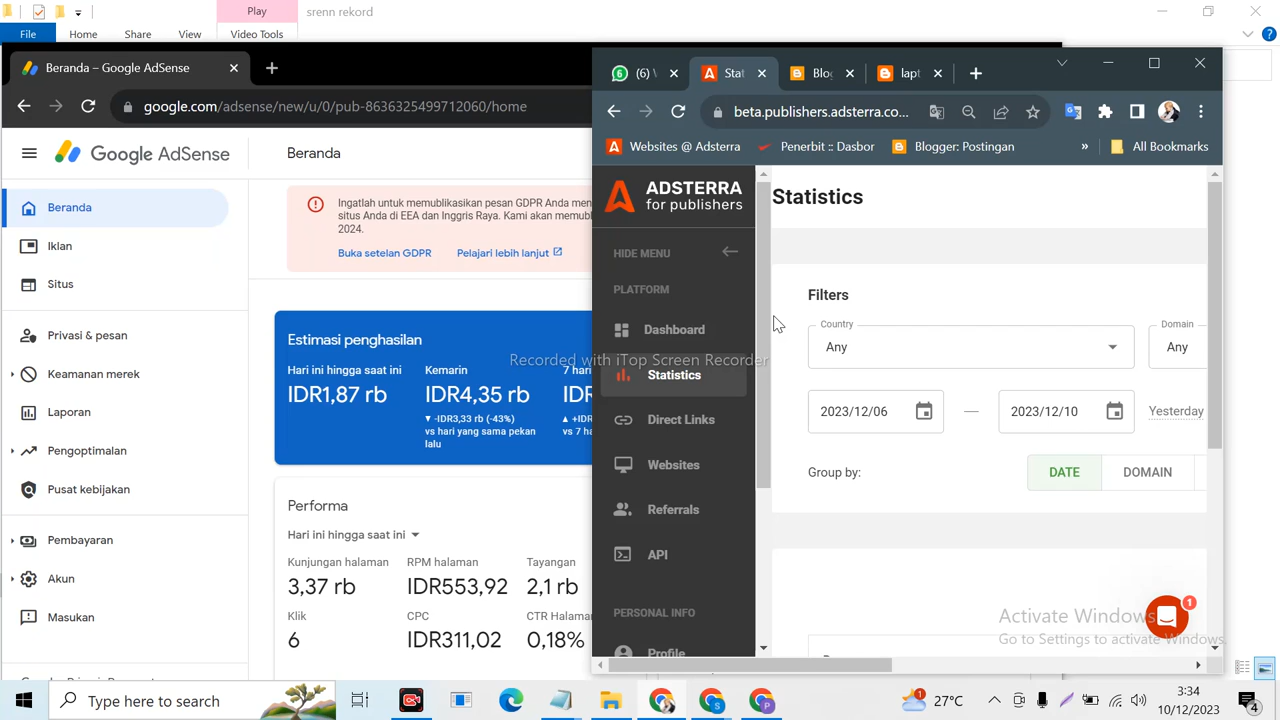 Play
srenn rekord
File
Home
Share
View
Video Tools
Beranda – Google AdSense
google.com/adsense/new/u/0/pub-8636325499712060/home
Google AdSense
Beranda
Beranda
Iklan
Situs
Privasi & pesan
Keamanan merek
Laporan
Pengoptimalan
Pusat kebijakan
Pembayaran
Akun
Masukan
Ingatlah untuk memublikasikan pesan GDPR Anda men
situs Anda di EEA dan Inggris Raya. Kami akan memubl
2024.
Buka setelan GDPR
Pelajari lebih lanjut
Estimasi penghasilan
Hari ini hingga saat ini
IDR1,87 rb
Kemarin
IDR4,35 rb
-IDR3,33 rb (-43%)
vs hari yang sama pekan
lalu
7 hari
IDR
+IDR
vs 7
Performa
Hari ini hingga saat ini
Kunjungan halaman
3,37 rb
RPM halaman
IDR553,92
Tayangan
2,1 rb
Klik
6
CPC
IDR311,02
CTR Halaman
0,18%
Recorded with iTop Screen Recorder
6
(6)
Stat
Blog
lapt
beta.publishers.adsterra.co...
Websites @ Adsterra
Penerbit :: Dasbor
Blogger: Postingan
»
All Bookmarks
ADSTERRA
for publishers
HIDE MENU
PLATFORM
Dashboard
Statistics
Direct Links
Websites
Referrals
API
PERSONAL INFO
Profile
Statistics
Filters
Country
Any
Domain
Any
2023/12/06
—
2023/12/10
Yesterday
Group by:
DATE
DOMAIN
1
Activate Windows
Go to Settings to activate Windows.
Type here to search
1
27°C
3:34
10/12/2023
4